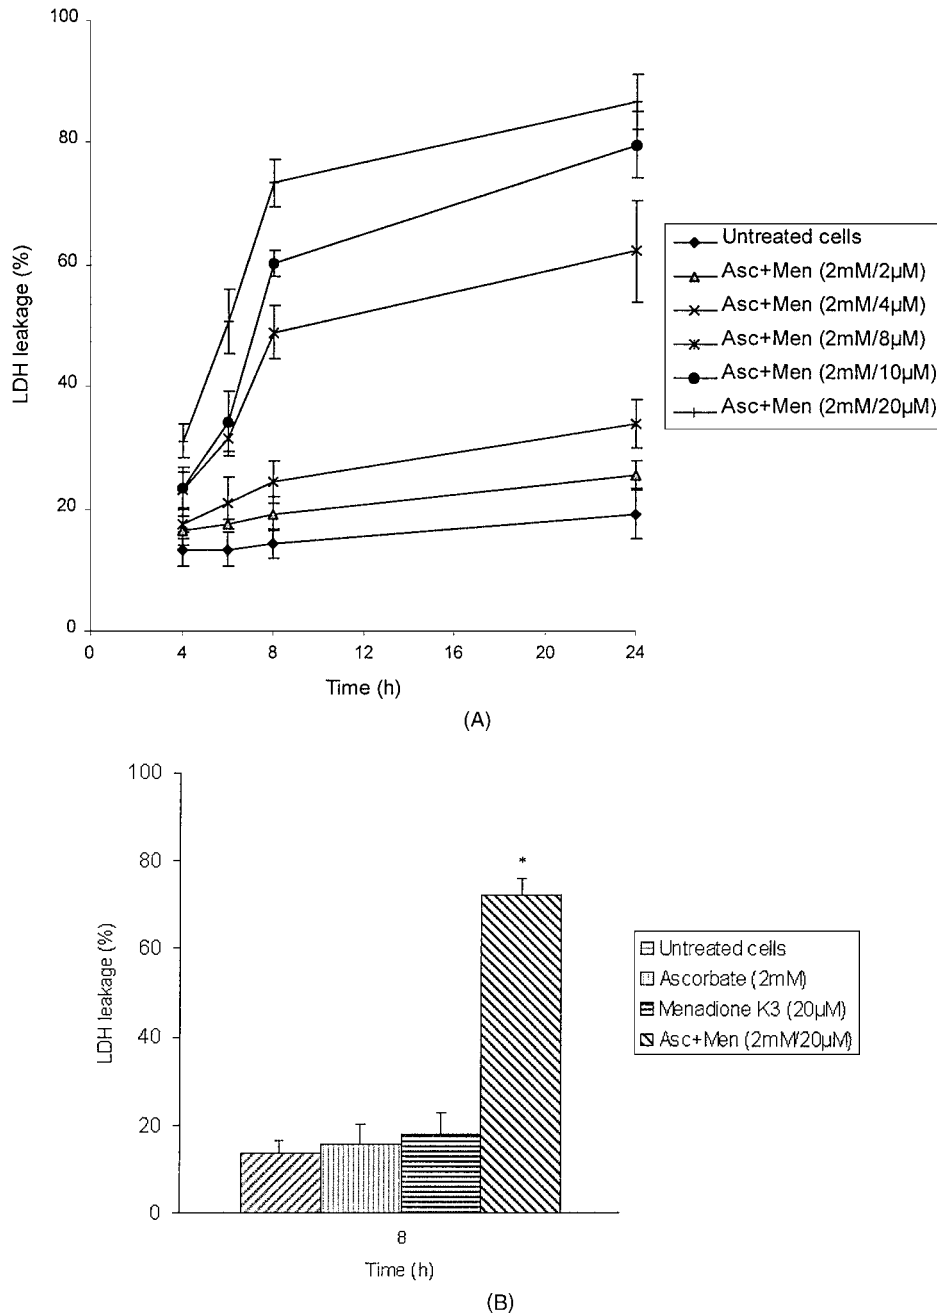 100
80
60
40
20
0
LDH leakage (%)
0 4 8 12 16 20 24
Time (h)
Untreated cells
Asc+Men (2mM/2µM)
Asc+Men (2mM/4µM)
Asc+Men (2mM/8µM)
Asc+Men (2mM/10µM)
Asc+Men (2mM/20µM)
(A)
100
80
60
40
20
0
LDH leakage (%)
*
8
Time (h)
Untreated cells
Ascorbate (2mM)
Menadione K3 (20µM)
Asc+Men (2mM/20µM)
(B)